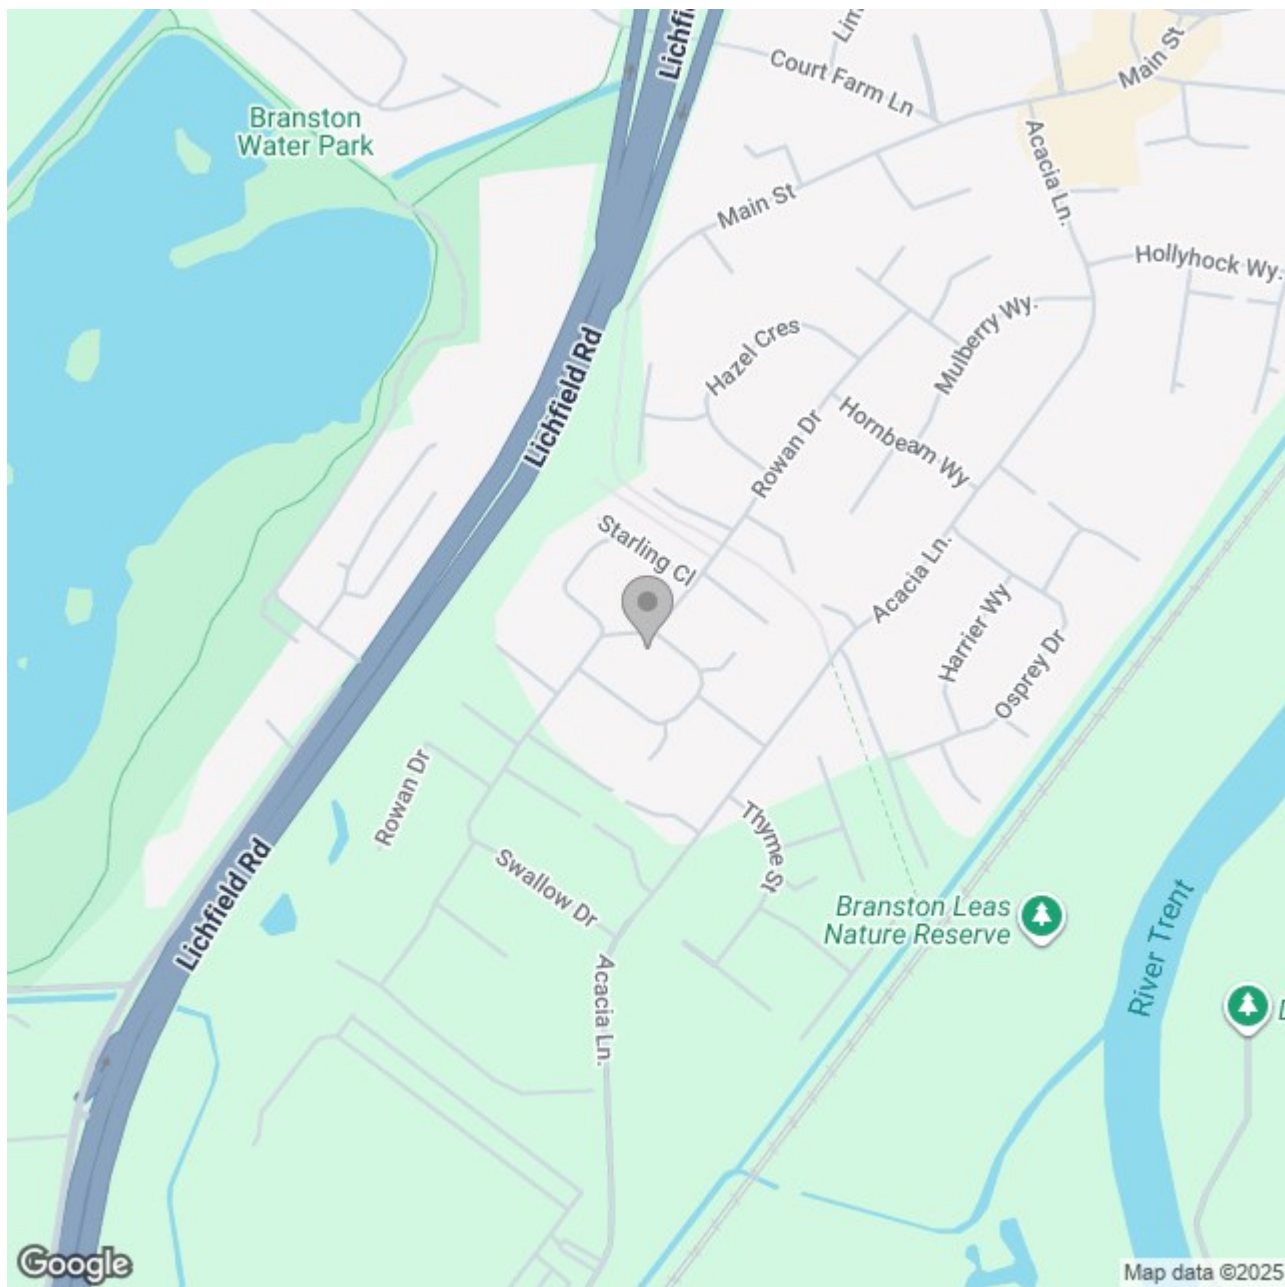 Lichfie
Lim
Court Farm Ln
Main St
Branston
Water Park
Acacia Ln.
Main St
Hollyhock Wy.
Mulberry Wy.
Hazel Cres
Lichfield Rd
Hornbeam Wy
Rowan Dr
Starling Cl
Acacia Ln.
Harrier Wy
Osprey Dr
Rowan Dr
Thyme St
Swallow Dr
Lichfield Rd
Branston Leas
Nature Reserve
River Trent
Acacia Ln.
Google
Map data ©2025